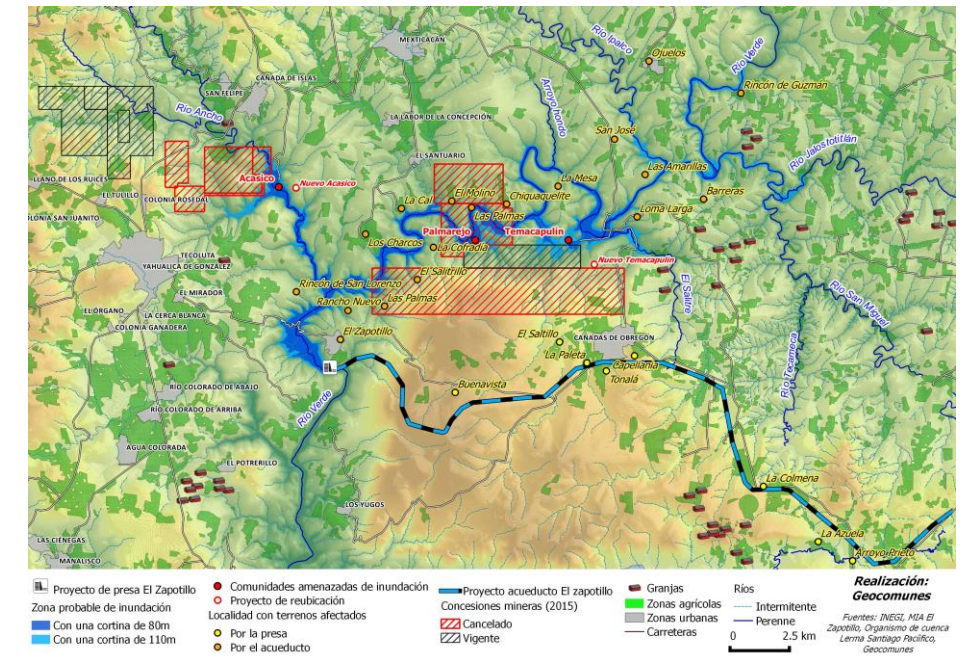 MEXTICACÁN
Río Ipalco
Ojuelos
Río Verde
CAÑADA DE ISLAS
Rincón de Guzmán
SAN FELIPE
Río Ancho
LA LABOR DE LA CONCEPCIÓN
Arroyo hondo
San José
Río Jalostotitlán
EL SANTUARIO
Las Amarillas
LLANO DE LOS RUICES
Acasico
Nuevo Acasico
El Molino
La Mesa
EL TULILLO
COLONIA ROSEDAL
Chiquaquelite
Barreras
La Cal
Las Palmas
Loma Larga
COLONIA SAN JUANITO
Palmarejo
Temacapulin
Los Charcos
La Cofradía
TECOLUTA
YAHUALICA DE GONZÁLEZ
Nuevo Temacapulin
El Salitrillo
EL MIRADOR
Rincón de San Lorenzo
El Salitre
Río San Miguel
EL ÓRGANO
LA CERCA BLANCA
Rancho Nuevo
Las Palmas
COLONIA GANADERA
El Zapotillo
El Saltillo
CAÑADAS DE OBREGÓN
La Paleta
Capellanía
Tonalá
Río Tecameca
RÍO COLORADO DE ABAJO
Buenavista
Río Verde
RÍO COLORADO DE ARRIBA
AGUA COLORADA
EL POTRERILLO
La Colmena
LOS YUGOS
LAS CIÉNEGAS
La Azuela
MANALISCO
Arroyo Prieto
Proyecto de presa El Zapotillo
Zona probable de inundación
Con una cortina de 80m
Con una cortina de 110m
Comunidades amenazadas de inundación
Proyecto de reubicación
Localidad con terrenos afectados
Por la presa
Por el acueducto
Proyecto acueducto El zapotillo
Concesiones mineras (2015)
Cancelado
Vigente
Granjas
Zonas agrícolas
Zonas urbanas
Carreteras
Ríos
Intermitente
Perenne
0 2.5 km
Realización:
Geocomunes
Fuentes: INEGI, MIA El
Zapotillo, Organismo de cuenca
Lerma Santiago Paciífico,
Geocomunes